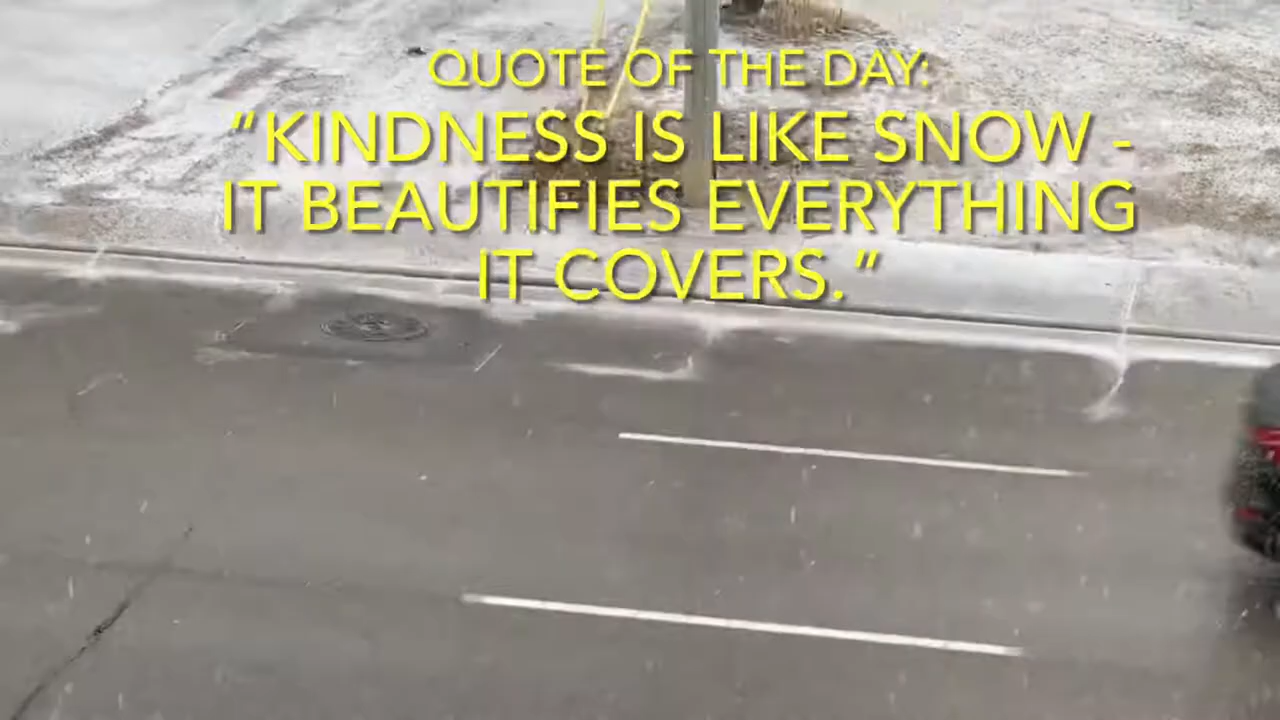 QUOTE OF THE DAY:
“KINDNESS IS LIKE SNOW -
IT BEAUTIFIES EVERYTHING
IT COVERS.”